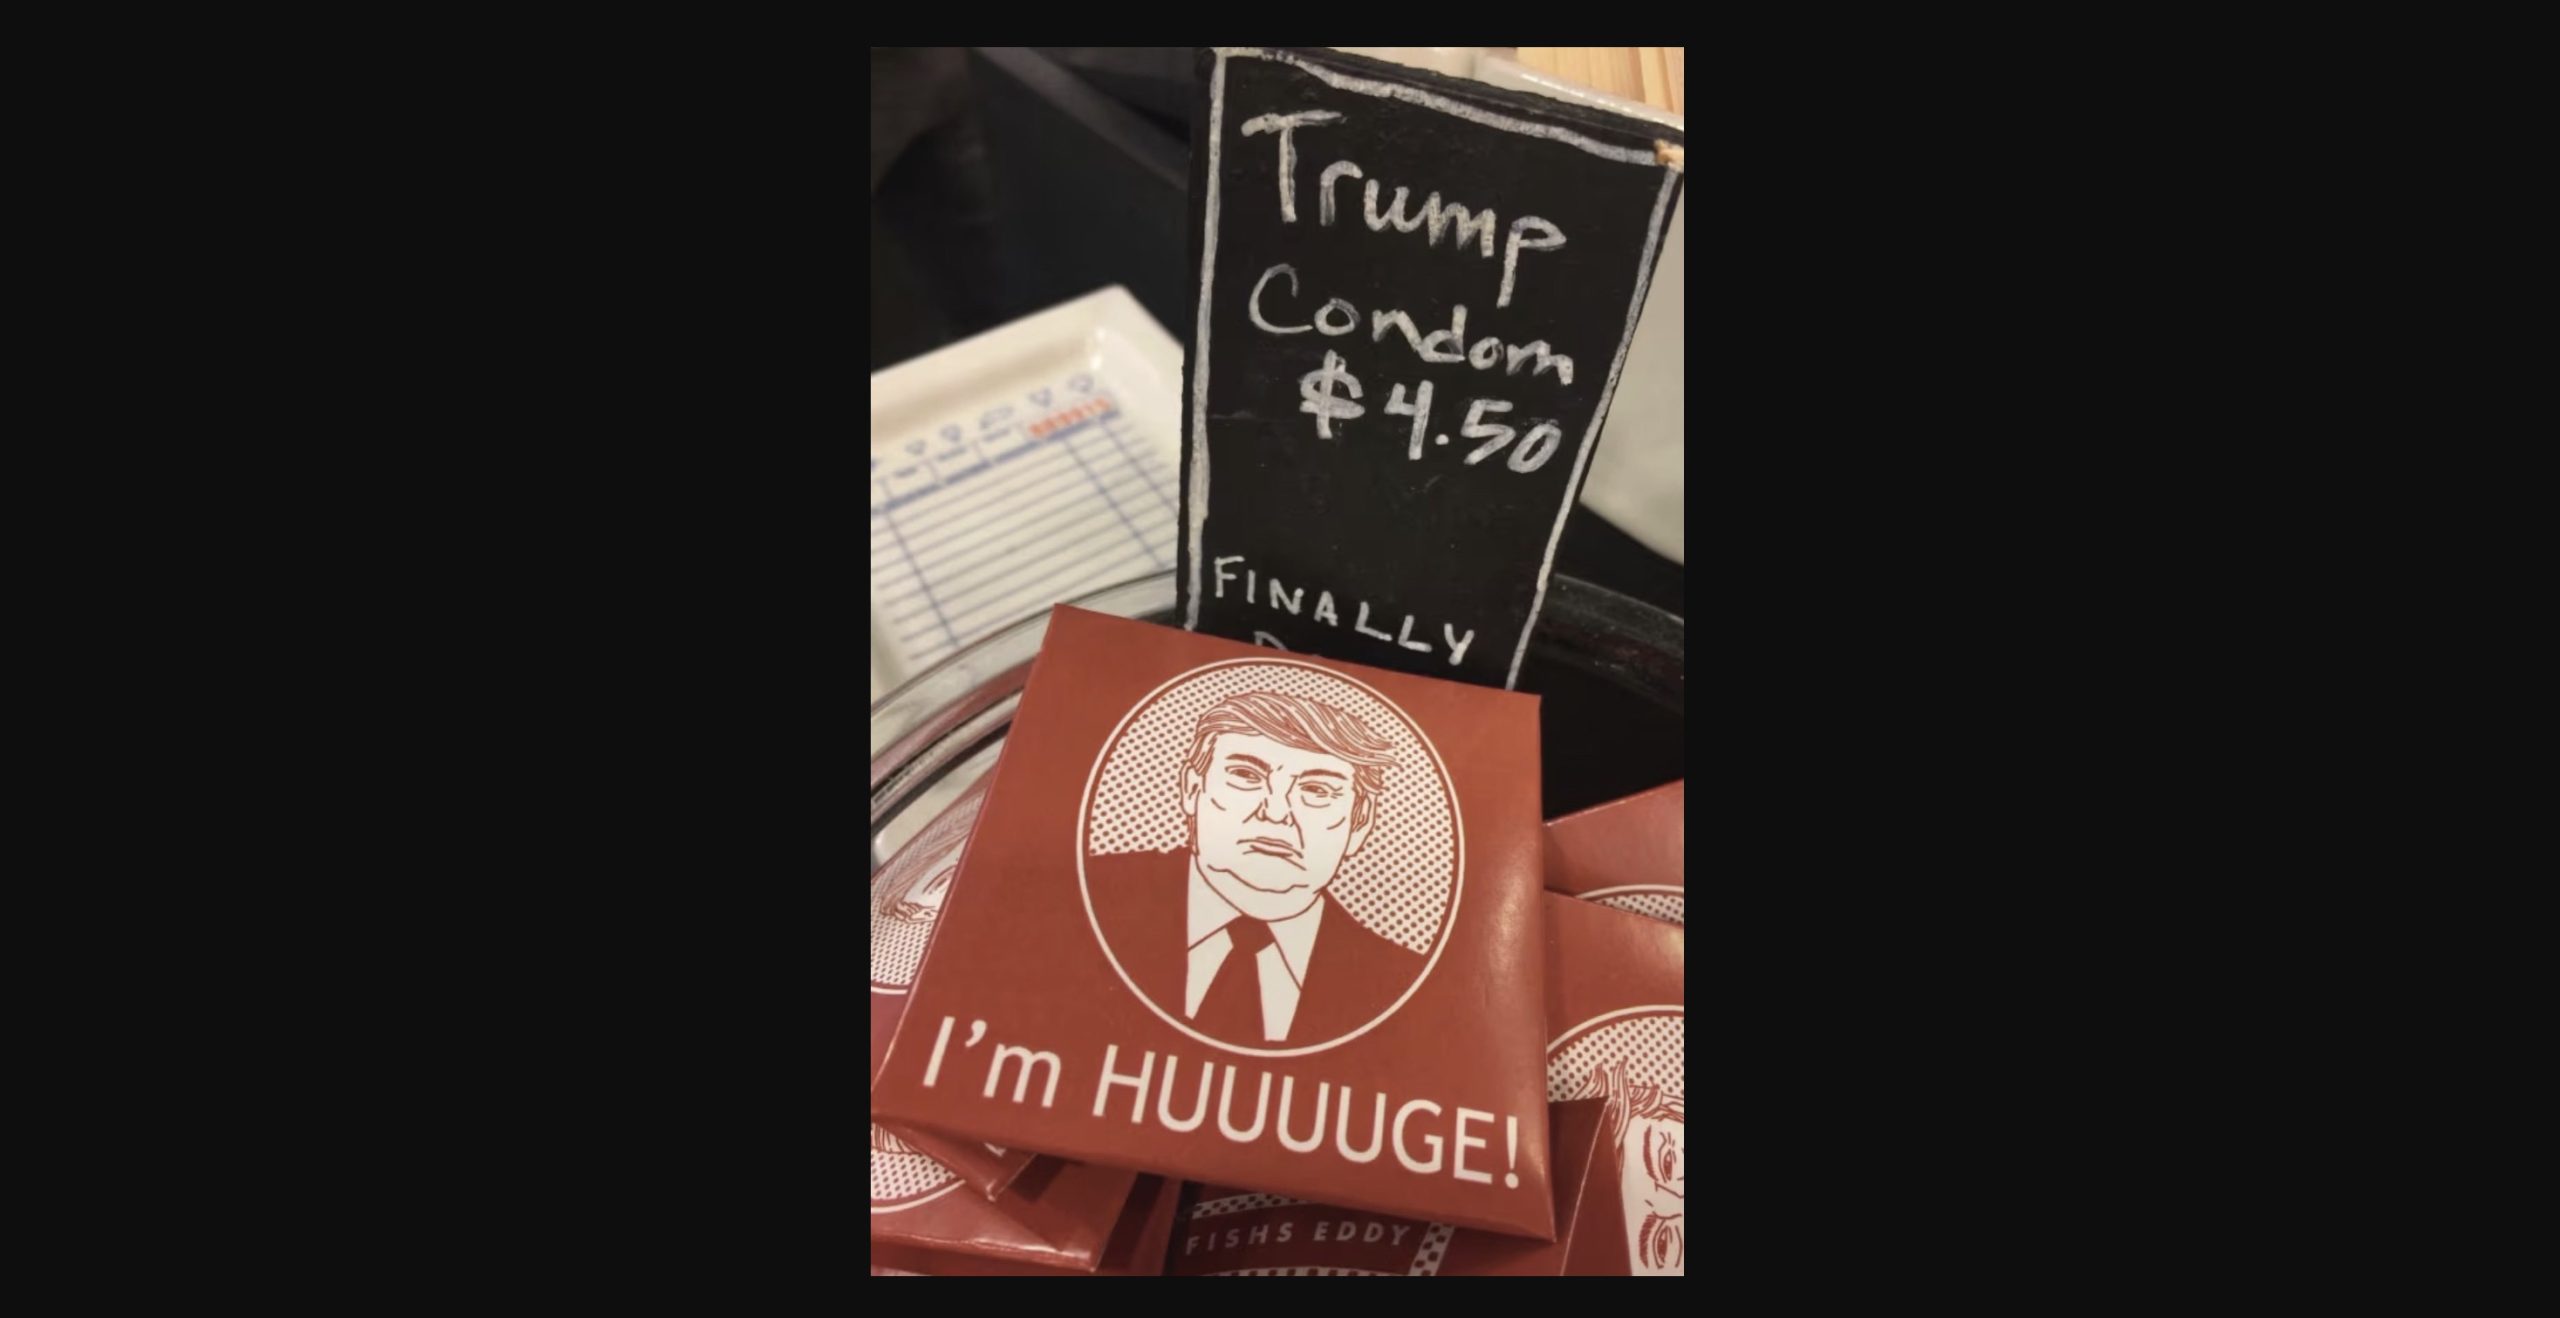 Trump
Condom
$4.50
FINALLY
I'm HUUUUGE!
FISHS EDDY